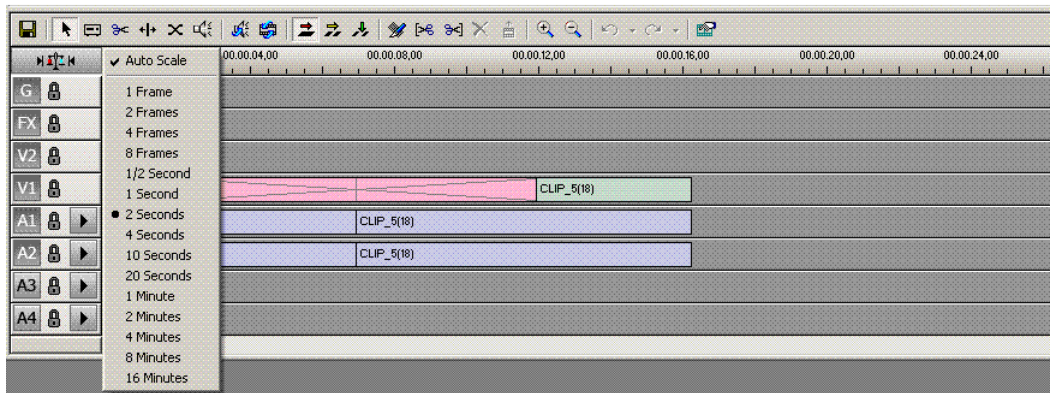 Auto Scale
00.00.04,00 00.00.08,00 00.00.12,00 00.00.16,00 00.00.20,00 00.00.24,00
G
1 Frame
2 Frames
FX
4 Frames
V2
8 Frames
1/2 Second
V1
1 Second
CLIP_5(18)
A1
2 Seconds
CLIP_5(18)
4 Seconds
A2
10 Seconds
CLIP_5(18)
20 Seconds
A3
1 Minute
A4
2 Minutes
4 Minutes
8 Minutes
16 Minutes